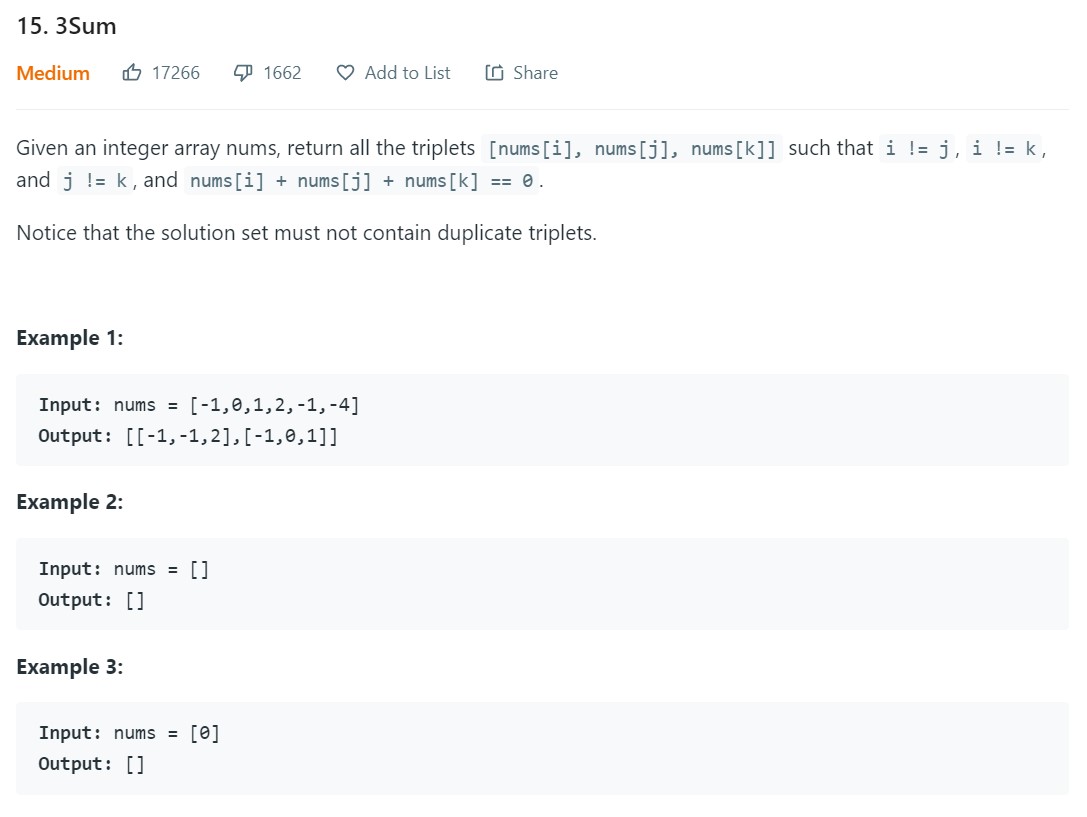 15. 3Sum
Medium 17266 1662 Add to List Share
Given an integer array nums, return all the triplets [nums[i], nums[j], nums[k]] such that i != j, i != k,
and j != k, and nums[i] + nums[j] + nums[k] == 0.
Notice that the solution set must not contain duplicate triplets.
Example 1:
Input: nums = [-1,0,1,2,-1,-4]
Output: [[-1,-1,2],[-1,0,1]]
Example 2:
Input: nums = []
Output: []
Example 3:
Input: nums = [0]
Output: []